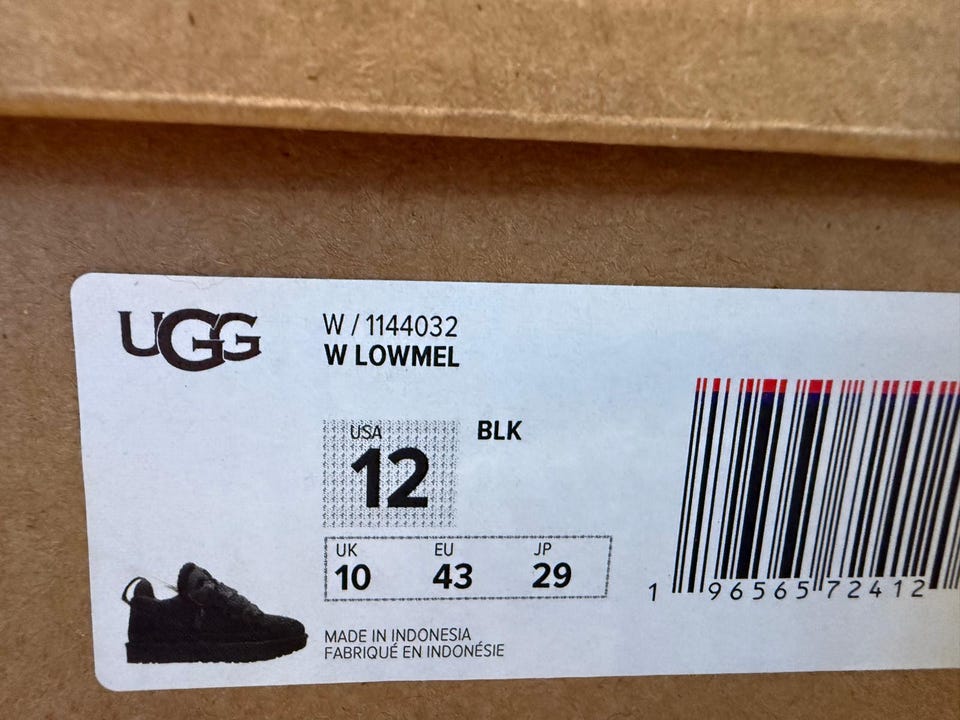 UGG
W / 1144032
W LOWMEL
USA
12
BLK
UK EU JP
10 43 29
MADE IN INDONESIA
FABRIQUÉ EN INDONÉSIE
1 96565 72412